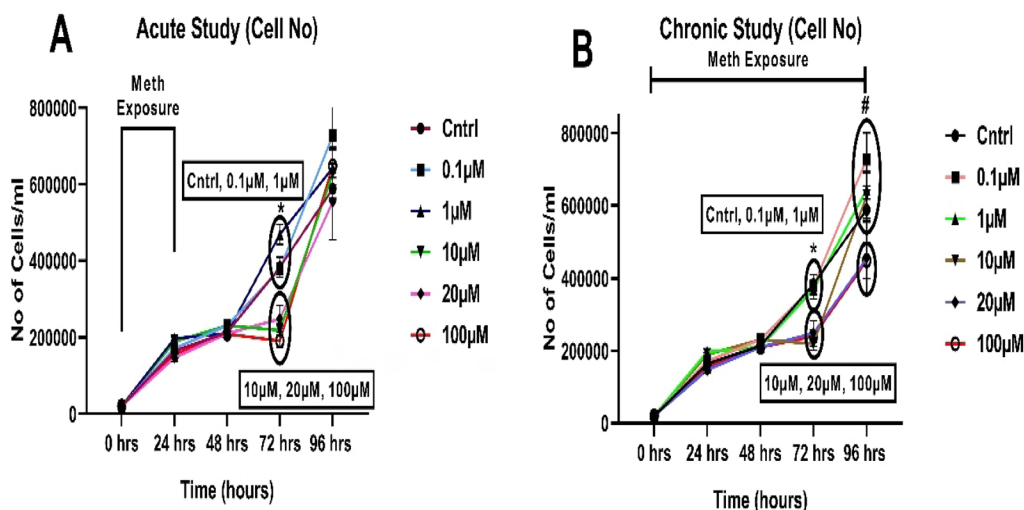 A
Acute Study (Cell No)
Meth
Exposure
800000
600000
400000
200000
0
No of Cells/ml
Cntrl, 0.1µM, 1µM
*
10µM, 20µM, 100µM
0 hrs 24 hrs 48 hrs 72 hrs 96 hrs
Time (hours)
Cntrl
0.1µM
1µM
10µM
20µM
100µM
B
Chronic Study (Cell No)
Meth Exposure
#
800000
600000
400000
200000
0
No of Cells/ml
Cntrl, 0.1µM, 1µM
*
10µM, 20µM, 100µM
0 hrs 24 hrs 48 hrs 72 hrs 96 hrs
Time (hours)
Cntrl
0.1µM
1µM
10µM
20µM
100µM